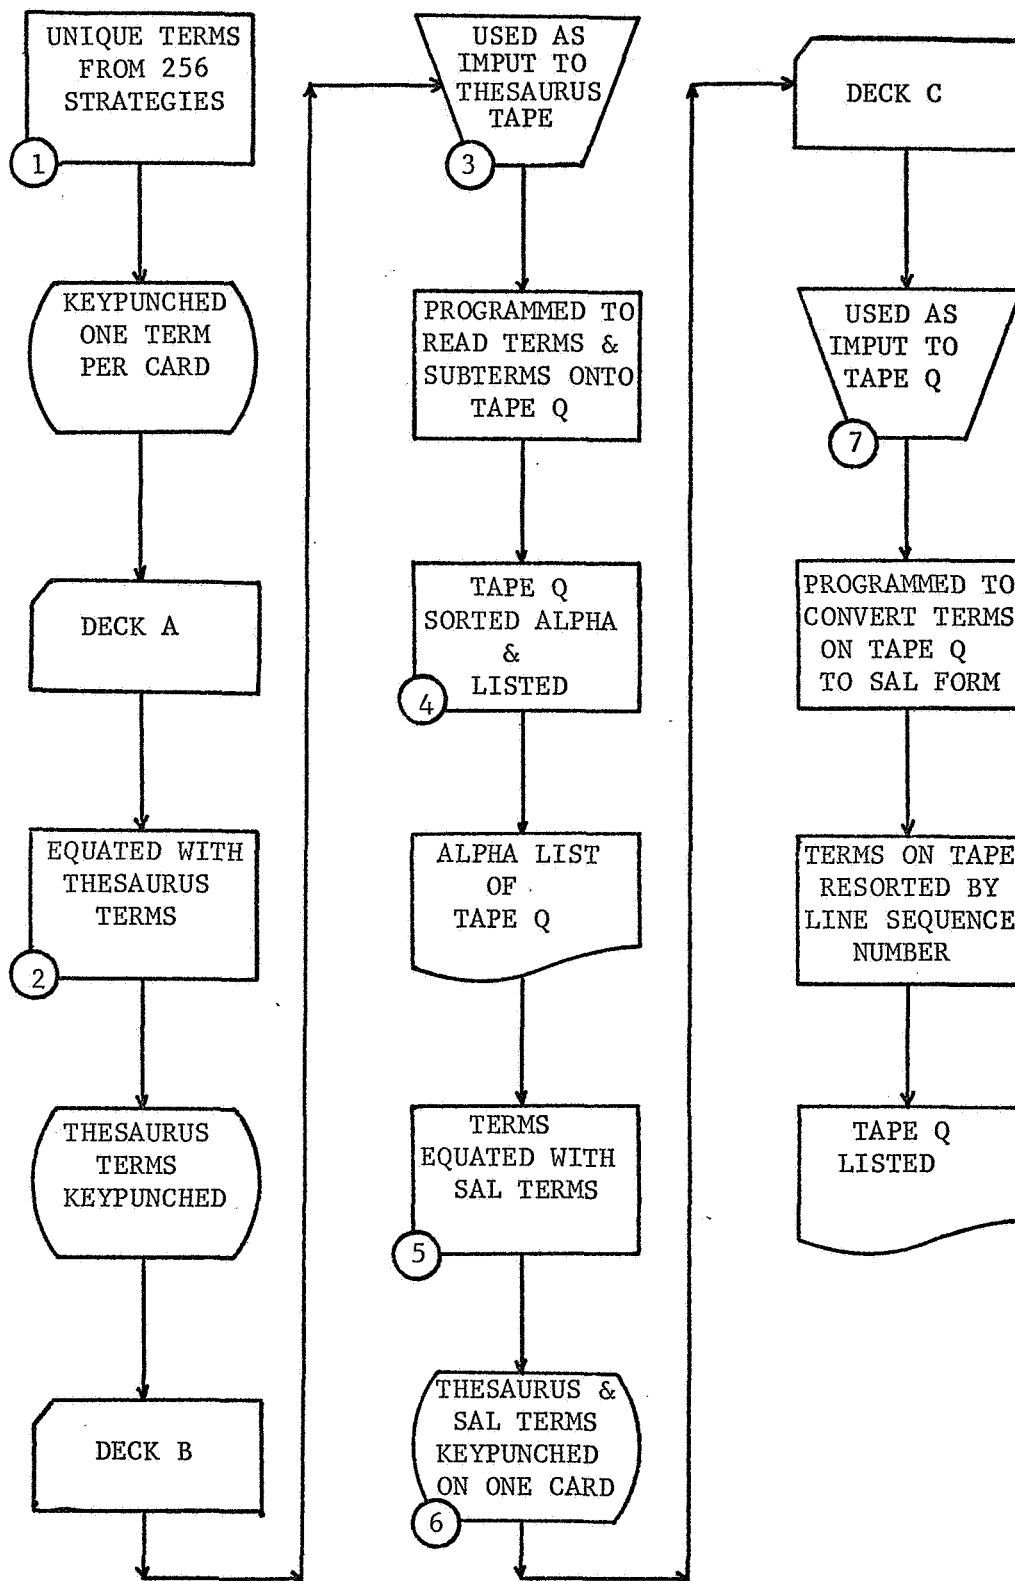 UNIQUE TERMS
FROM 256
STRATEGIES
1
KEYPUNCHED
ONE TERM
PER CARD
DECK A
EQUATED WITH
THESAURUS
TERMS
2
THESAURUS
TERMS
KEYPUNCHED
DECK B
USED AS
IMPUT TO
THESAURUS
TAPE
3
PROGRAMMED TO
READ TERMS &
SUBTERMS ONTO
TAPE Q
TAPE Q
SORTED ALPHA
&
LISTED
4
ALPHA LIST
OF
TAPE Q
TERMS
EQUATED WITH
SAL TERMS
5
THESAURUS &
SAL TERMS
KEYPUNCHED
ON ONE CARD
6
DECK C
USED AS
IMPUT TO
TAPE Q
7
PROGRAMMED TO
CONVERT TERMS
ON TAPE Q
TO SAL FORM
TERMS ON TAPE
RESORTED BY
LINE SEQUENCE
NUMBER
TAPE Q
LISTED